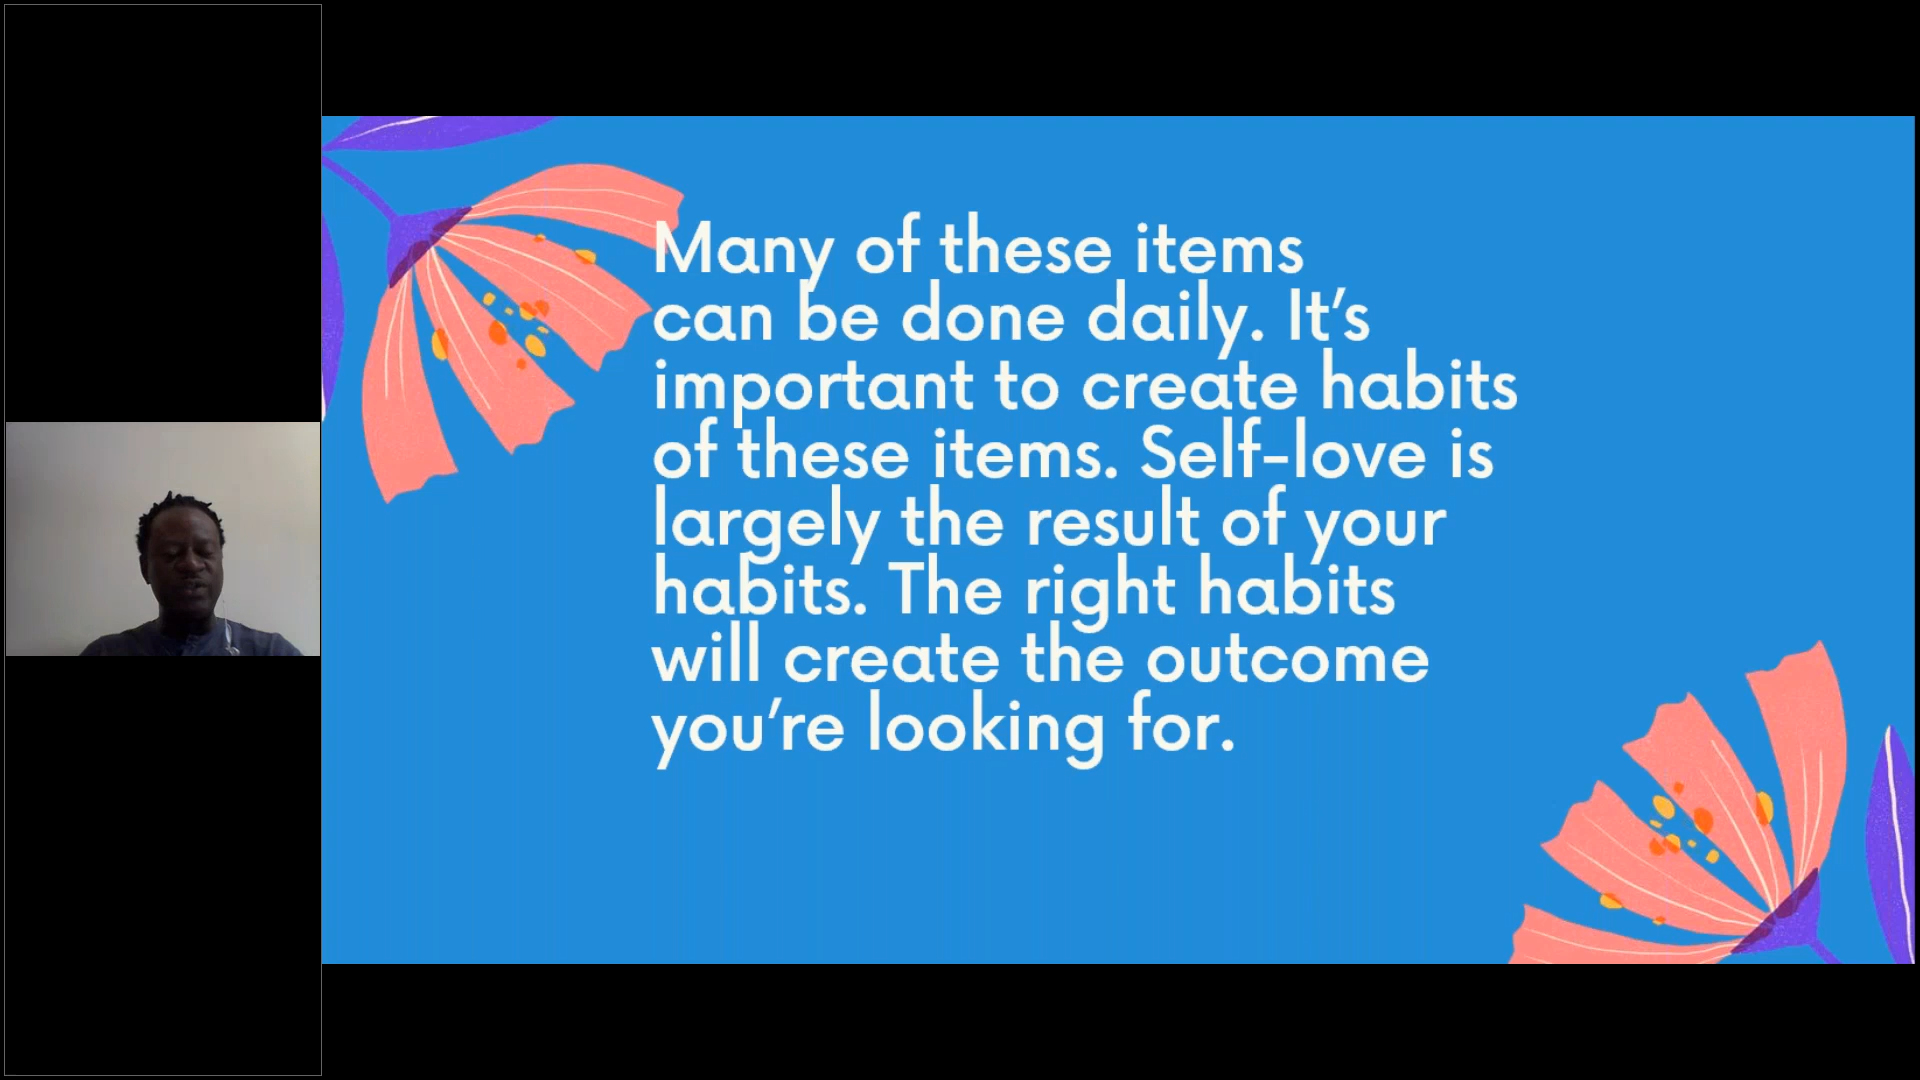 Many of these items
can be done daily. It’s
important to create habits
of these items. Self-love is
largely the result of your
habits. The right habits
will create the outcome
you’re looking for.